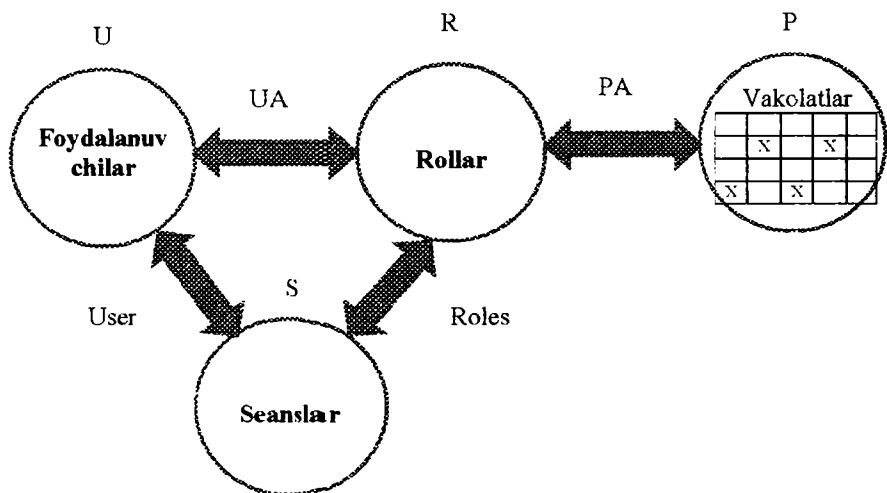 U
R
P
UA
PA
Foydalanuv
chilar
Rollar
Vakolatlar
x x
x x
S
User
Roles
Seanslar